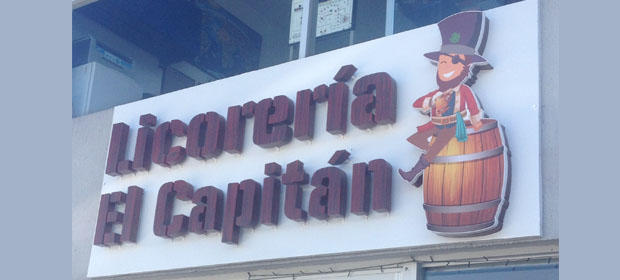 Licorería
El Capitán